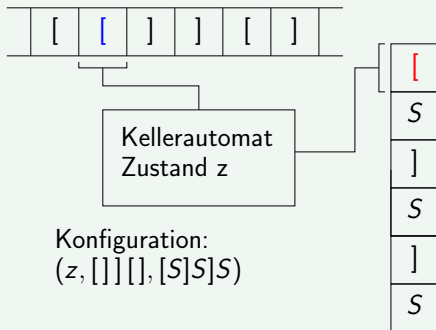 [ [ ] ] [ ]
[
S
]
S
]
S
Kellerautomat
Zustand z
Konfiguration:
(z, [ ] ] [ ], [S]S]S)